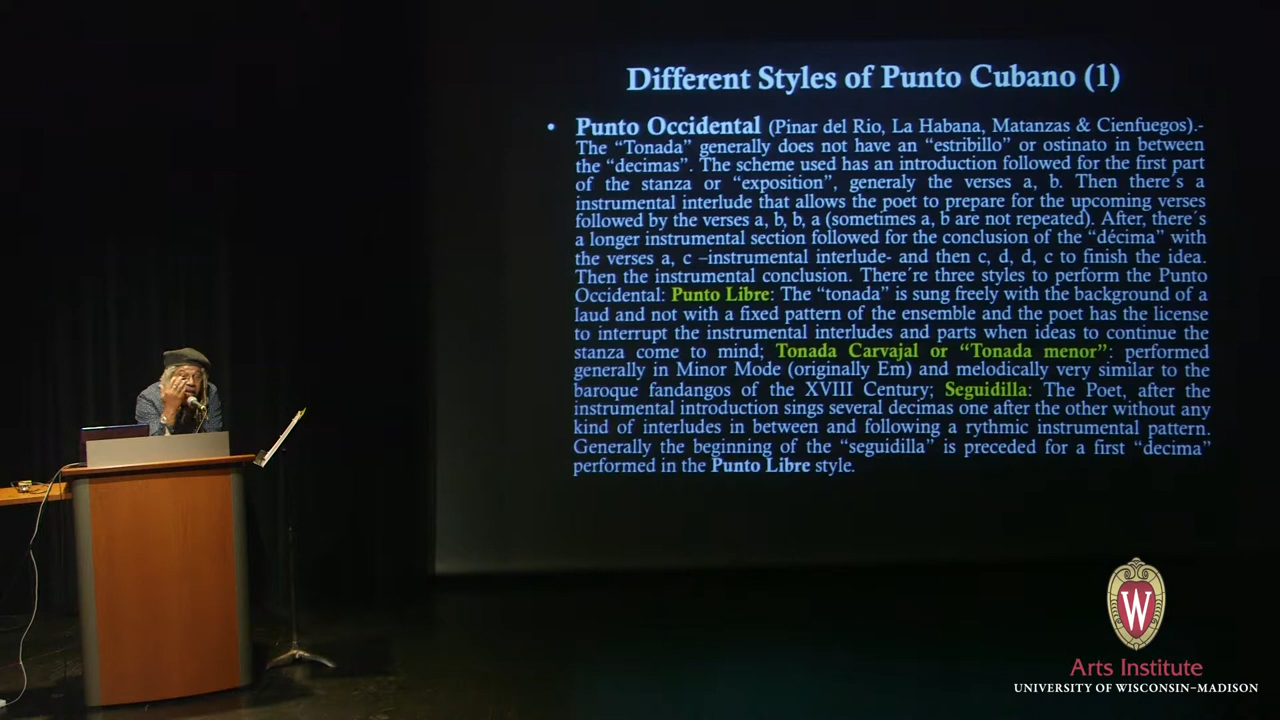 Different Styles of Punto Cubano (1)
• Punto Occidental (Pinar del Rio, La Habana, Matanzas & Cienfuegos).-
The “Tonada” generally does not have an “estribillo” or ostinato in between
the “decimas”. The scheme used has an introduction followed for the first part
of the stanza or “exposition”, generaly the verses a, b. Then there´s a
instrumental interlude that allows the poet to prepare for the upcoming verses
followed by the verses a, b, b, a (sometimes a, b are not repeated). After, there´s
a longer instrumental section followed for the conclusion of the “décima” with
the verses a, c –instrumental interlude- and then c, d, d, c to finish the idea.
Then the instrumental conclusion. There´re three styles to perform the Punto
Occidental: Punto Libre: The “tonada” is sung freely with the background of a
laud and not with a fixed pattern of the ensemble and the poet has the license
to interrupt the instrumental interludes and parts when ideas to continue the
stanza come to mind; Tonada Carvajal or “Tonada menor”: performed
generally in Minor Mode (originally Em) and melodically very similar to the
baroque fandangos of the XVIII Century; Seguidilla: The Poet, after the
instrumental introduction sings several decimas one after the other without any
kind of interludes in between and following a rythmic instrumental pattern.
Generally the beginning of the “seguidilla” is preceded for a first “decima”
performed in the Punto Libre style.
W
Arts Institute
UNIVERSITY OF WISCONSIN–MADISON